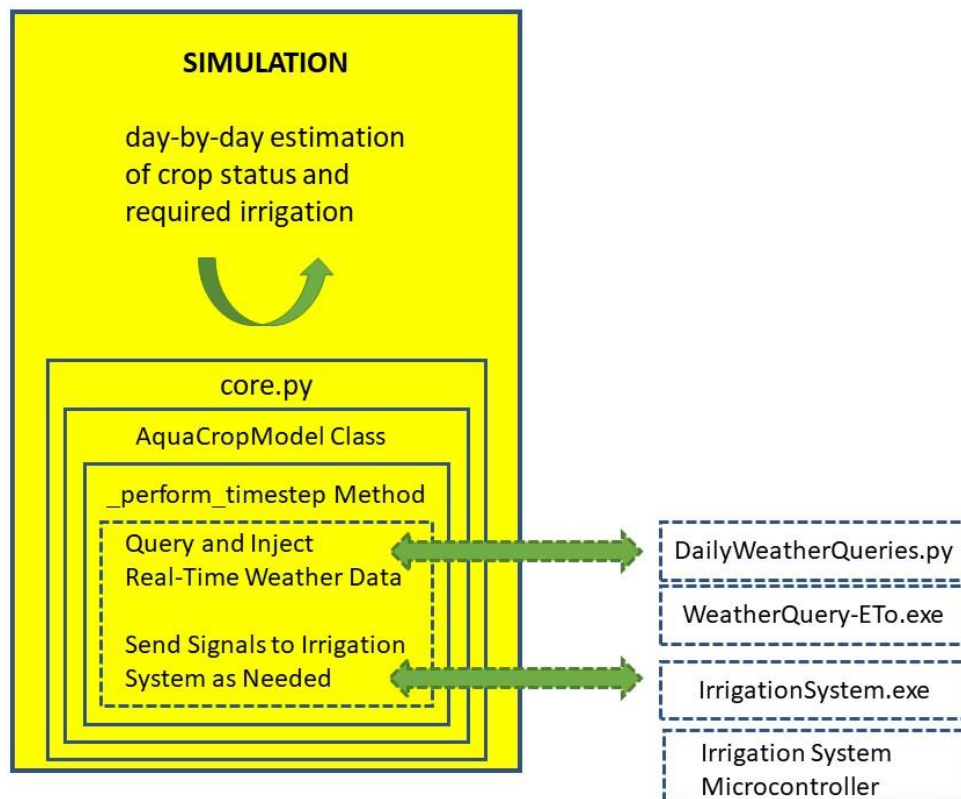 SIMULATION
day-by-day estimation
of crop status and
required irrigation
core.py
AquaCropModel Class
_perform_timestep Method
Query and Inject
Real-Time Weather Data
Send Signals to Irrigation
System as Needed
DailyWeatherQueries.py
WeatherQuery-ETo.exe
IrrigationSystem.exe
Irrigation System
Microcontroller